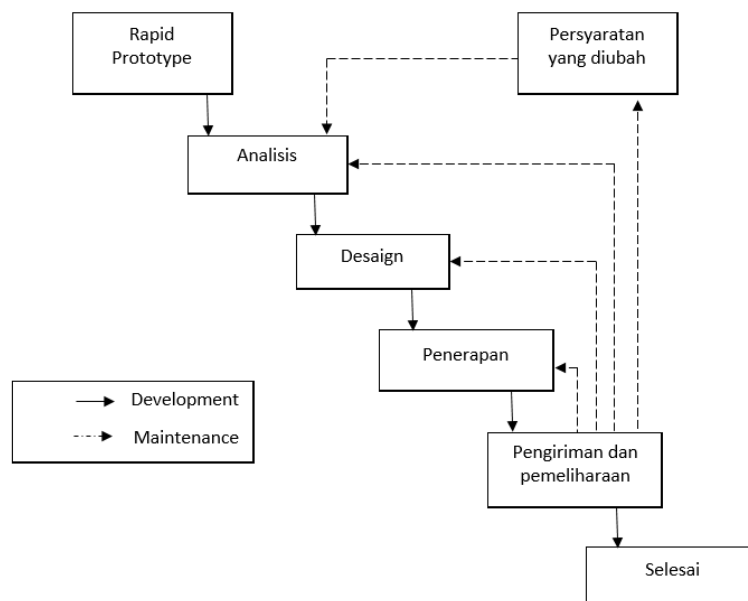 Rapid
Prototype
Persyaratan
yang diubah
Analisis
Desaign
Penerapan
Development
Maintenance
Pengiriman dan
pemeliharaan
Selesai